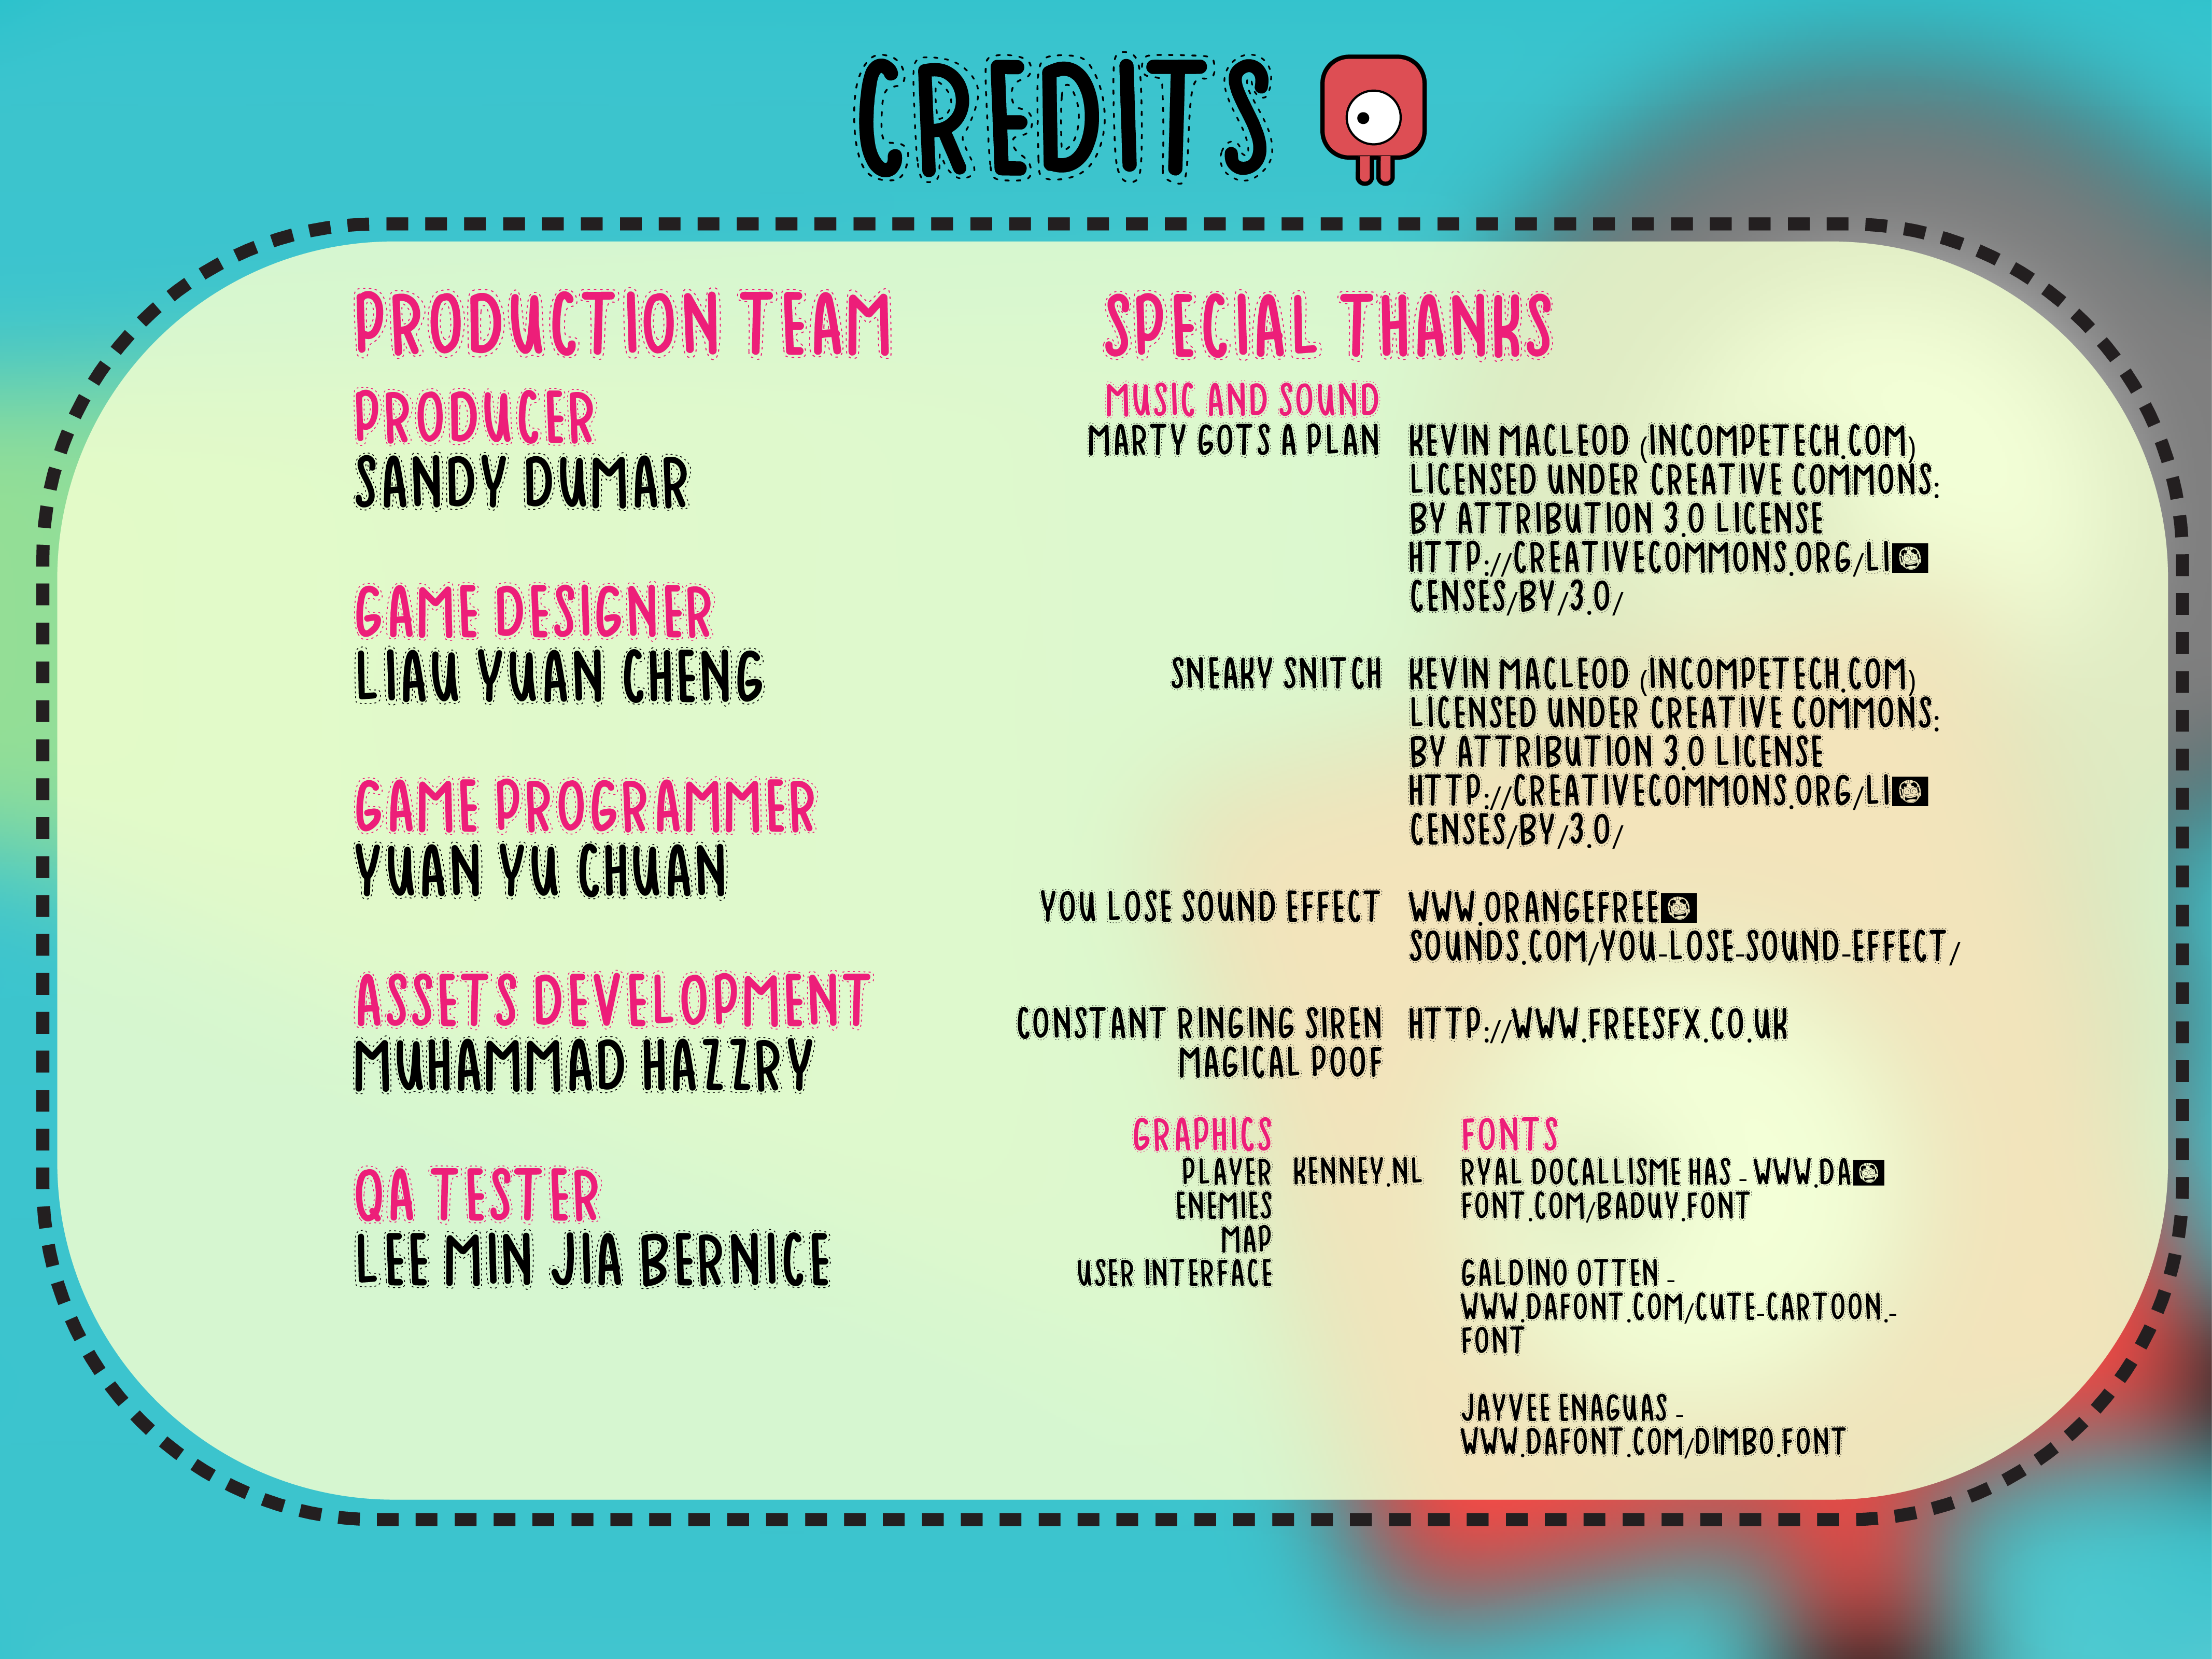 CREDITS
PRODUCTION TEAM
PRODUCER
SANDY DUMAR
GAME DESIGNER
LIAU YUAN CHENG
GAME PROGRAMMER
YUAN YU CHUAN
ASSETS DEVELOPMENT
MUHAMMAD HAZZRY
QA TESTER
LEE MIN JIA BERNICE
SPECIAL THANKS
MUSIC AND SOUND
MARTY GOTS A PLAN KEVIN MACLEOD (INCOMPETECH.COM)
LICENSED UNDER CREATIVE COMMONS:
BY ATTRIBUTION 3.0 LICENSE
HTTP://CREATIVECOMMONS.ORG/LI
CENSES/BY/3.0/
SNEAKY SNITCH KEVIN MACLEOD (INCOMPETECH.COM)
LICENSED UNDER CREATIVE COMMONS:
BY ATTRIBUTION 3.0 LICENSE
HTTP://CREATIVECOMMONS.ORG/LI
CENSES/BY/3.0/
YOU LOSE SOUND EFFECT WWW.ORANGEFREE
SOUNDS.COM/YOU-LOSE-SOUND-EFFECT/
CONSTANT RINGING SIREN HTTP://WWW.FREESFX.CO.UK
MAGICAL POOF
GRAPHICS
PLAYER KENNEY.NL
ENEMIES
MAP
USER INTERFACE
FONTS
RYAL DOCALLISME HAS - WWW.DA
FONT.COM/BADUY.FONT
GALDINO OTTEN -
WWW.DAFONT.COM/CUTE-CARTOON.-
FONT
JAYVEE ENAGUAS -
WWW.DAFONT.COM/DIMBO.FONT